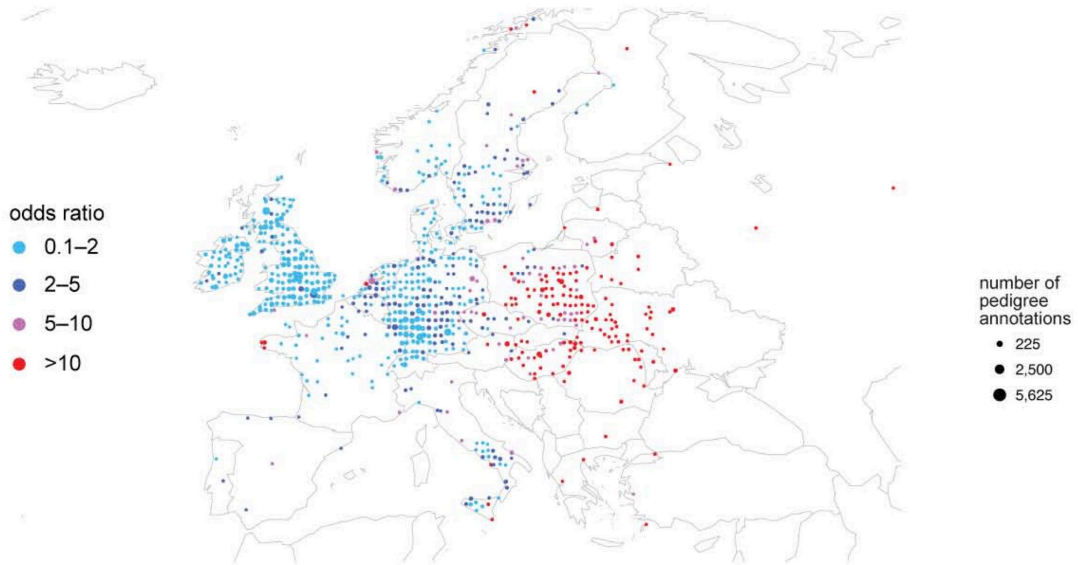 odds ratio
0.1–2
2–5
5–10
>10
number of
pedigree
annotations
225
2,500
5,625